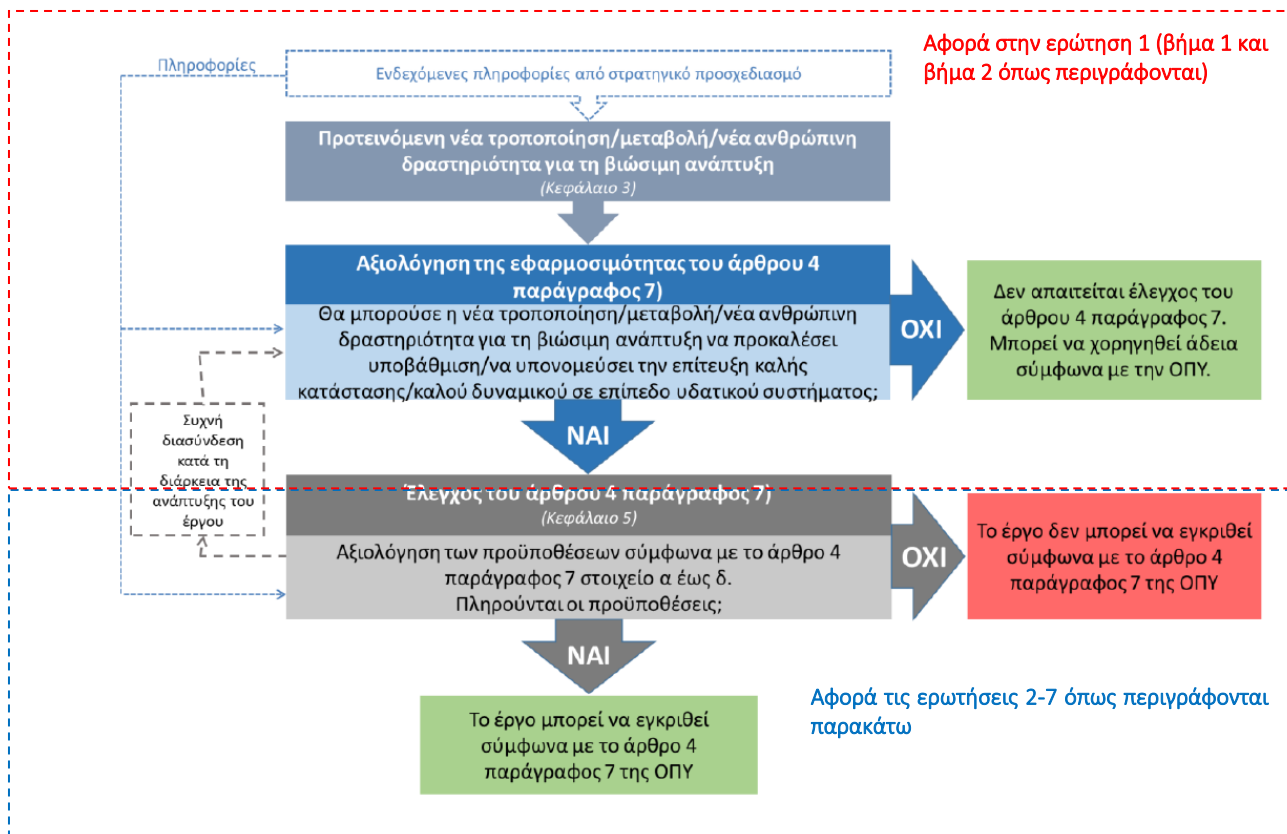 Αφορά στην ερώτηση 1 (βήμα 1 και
βήμα 2 όπως περιγράφονται)
Πληροφορίες
Ενδεχόμενες πληροφορίες από στρατηγικό προσχεδιασμό
Προτεινόμενη νέα τροποποίηση/μεταβολή/νέα ανθρώπινη
δραστηριότητα για τη βιώσιμη ανάπτυξη
(Κεφάλαιο 3)
Αξιολόγηση της εφαρμοσιμότητας του άρθρου 4
παράγραφος 7)
Θα μπορούσε η νέα τροποποίηση/μεταβολή/νέα ανθρώπινη
δραστηριότητα για τη βιώσιμη ανάπτυξη να προκαλέσει
υποβάθμιση/να υπονομεύσει την επίτευξη καλής
κατάστασης/καλού δυναμικού σε επίπεδο υδατικού συστήματος;
ΟΧΙ
Δεν απαιτείται έλεγχος του
άρθρου 4 παράγραφος 7.
Μπορεί να χορηγηθεί άδεια
σύμφωνα με την ΟΠΥ.
ΝΑΙ
Συχνή
διασύνδεση
κατά τη
διάρκεια της
ανάπτυξης του
έργου
Έλεγχος του άρθρου 4 παράγραφος 7)
(Κεφάλαιο 5)
Αξιολόγηση των προϋποθέσεων σύμφωνα με το άρθρο 4
παράγραφος 7 στοιχείο α έως δ.
Πληρούνται οι προϋποθέσεις;
ΟΧΙ
Το έργο δεν μπορεί να εγκριθεί
σύμφωνα με το άρθρο 4
παράγραφος 7 της ΟΠΥ
ΝΑΙ
Αφορά τις ερωτήσεις 2-7 όπως περιγράφονται
παρακάτω
Το έργο μπορεί να εγκριθεί
σύμφωνα με το άρθρο 4
παράγραφος 7 της ΟΠΥ